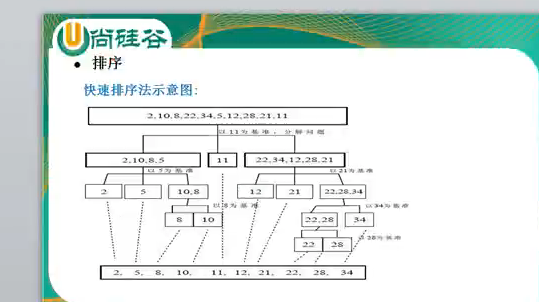 尚硅谷
• 排序
快速排序法示意图:
2,10,8,22,34,5,12,28,21,11
以11为基准,分解问题
2,10,8,5
11
22,34,12,28,21
以5为基准
以21为基准
2
5
10,8
12
21
22,28,34
以8为基准
以34为基准
8
10
22,28
34
以28为基准
22
28
2, 5, 8, 10, 11, 12, 21, 22, 28, 34